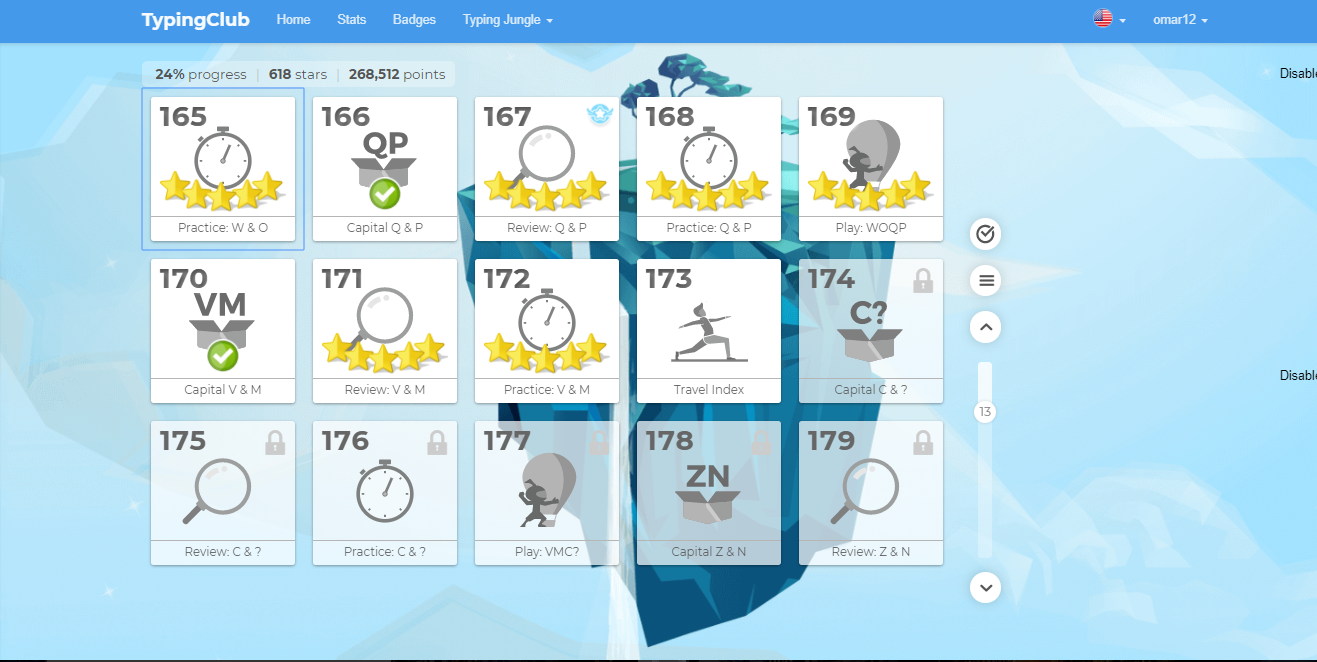 TypingClub Home Stats Badges Typing Jungle omar12
24% progress | 618 stars | 268,512 points
Disable
165 166 167 168 169
QP
Practice: W & O Capital Q & P Review: Q & P Practice: Q & P Play: WOQP
170 171 172 173 174
VM C?
Capital V & M Review: V & M Practice: V & M Travel Index Capital C & ?
Disable
13
175 176 177 178 179
ZN
Review: C & ? Practice: C & ? Play: VMC? Capital Z & N Review: Z & N